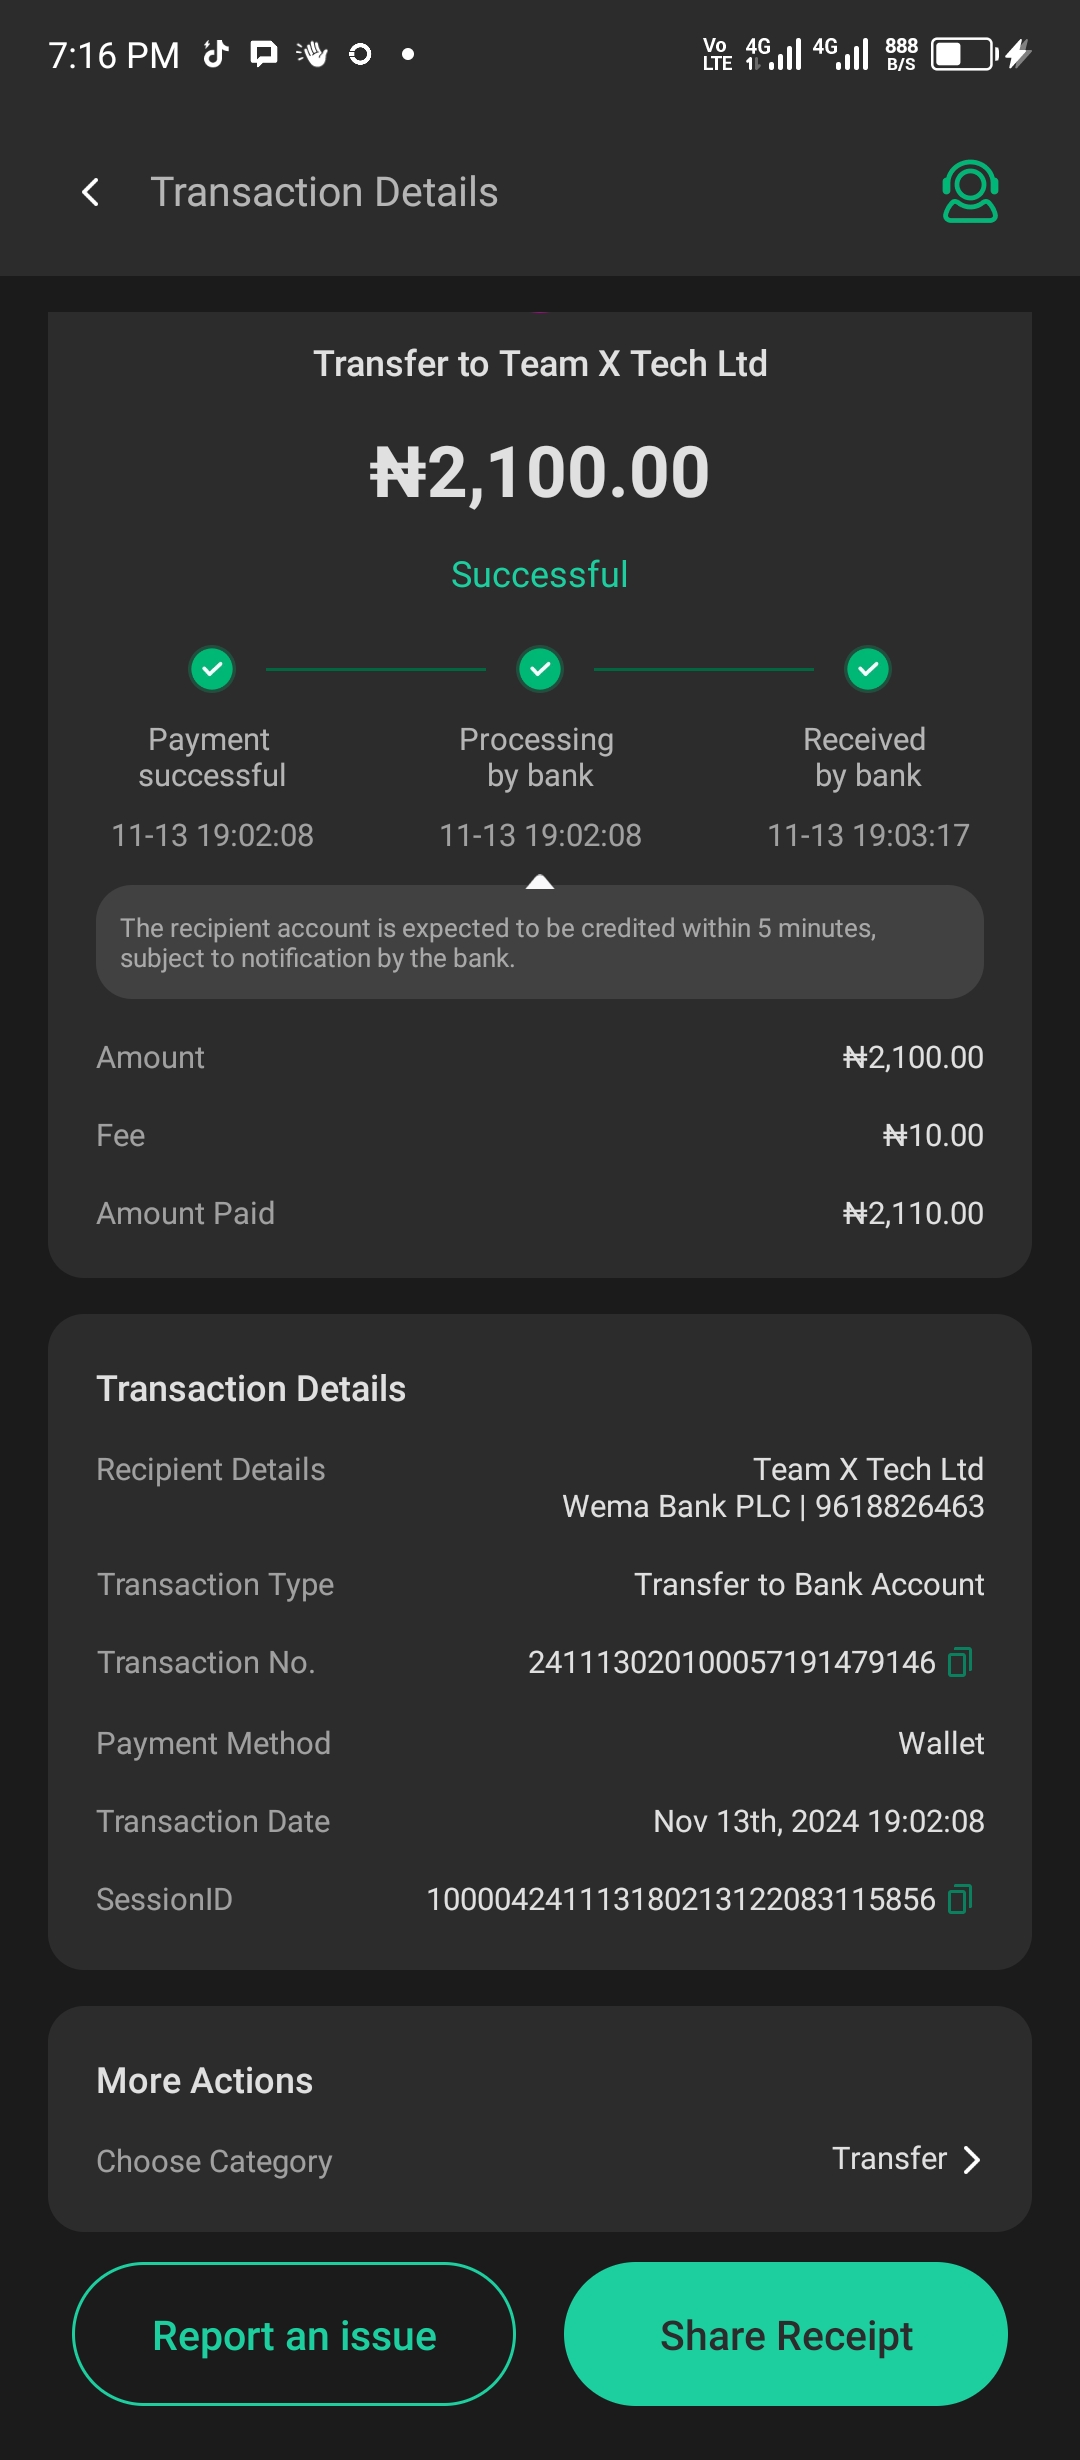 7:16 PM
Vo LTE 4G 4G 888 B/S
Transaction Details
Transfer to Team X Tech Ltd
₦2,100.00
Successful
Payment successful
Processing by bank
Received by bank
11-13 19:02:08
11-13 19:02:08
11-13 19:03:17
The recipient account is expected to be credited within 5 minutes,
subject to notification by the bank.
Amount ₦2,100.00
Fee ₦10.00
Amount Paid ₦2,110.00
Transaction Details
Recipient Details Team X Tech Ltd
Wema Bank PLC | 9618826463
Transaction Type Transfer to Bank Account
Transaction No. 241113020100057191479146
Payment Method Wallet
Transaction Date Nov 13th, 2024 19:02:08
SessionID 100004241113180213122083115856
More Actions
Choose Category Transfer
Report an issue Share Receipt